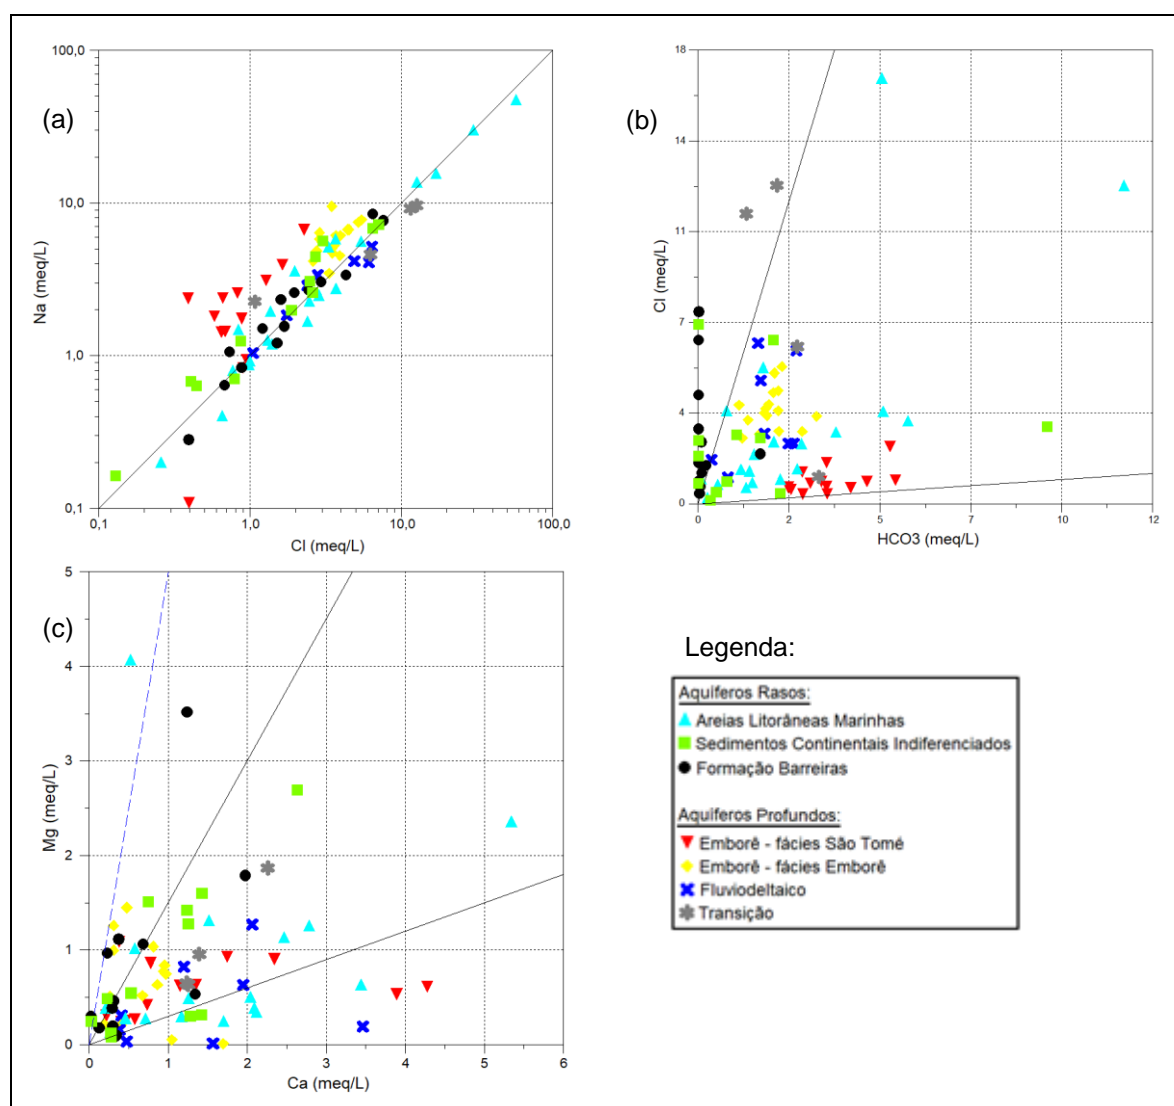 (a)
100,0
10,0
1,0
0,1
Na (meq/L)
0,1 1,0 10,0 100,0
Cl (meq/L)
(b)
18
14
11
7
4
0
Cl (meq/L)
0 2 5 7 10 12
HCO3 (meq/L)
(c)
5
4
3
2
1
0
Mg (meq/L)
0 1 2 3 4 5 6
Ca (meq/L)
Legenda:
Aquíferos Rasos:
Areias Litorâneas Marinhas
Sedimentos Continentais Indiferenciados
Formação Barreiras
Aquíferos Profundos:
Emborê - fácies São Tomé
Emborê - fácies Emborê
Fluviodeltaico
Transição